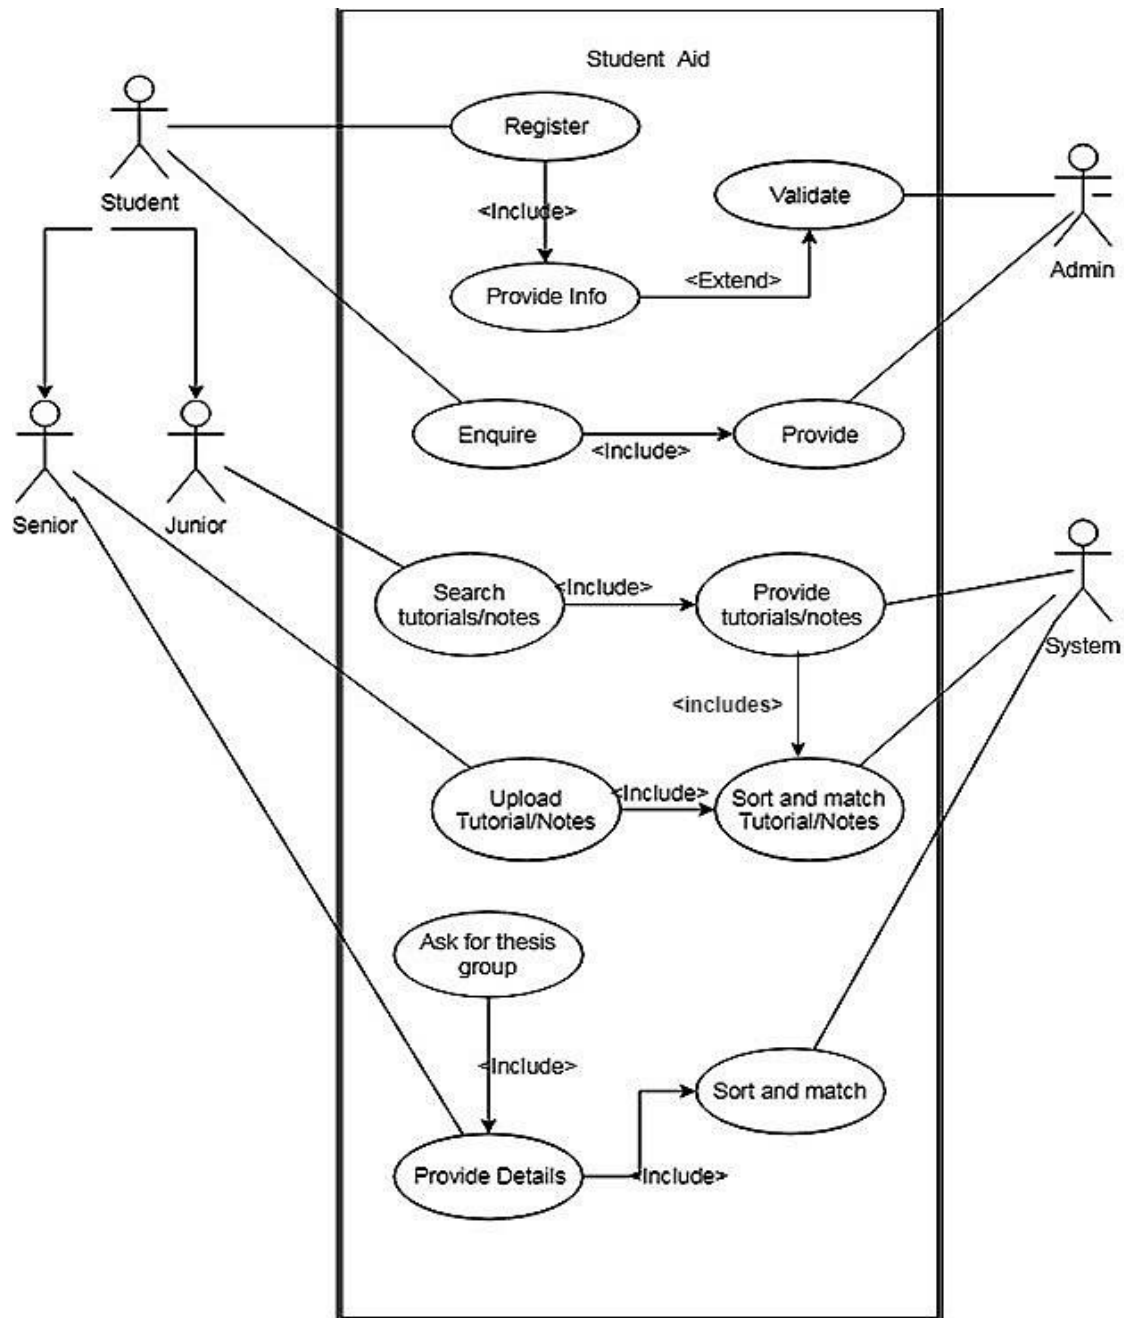 Student Aid
Register
Student
<Include>
Validate
Admin
Provide Info
<Extend>
Enquire
<Include>
Provide
Senior
Junior
Search
tutorials/notes
<Include>
Provide
tutorials/notes
System
<includes>
Upload
Tutorial/Notes
<Include>
Sort and match
Tutorial/Notes
Ask for thesis
group
<Include>
Sort and match
Provide Details
<Include>